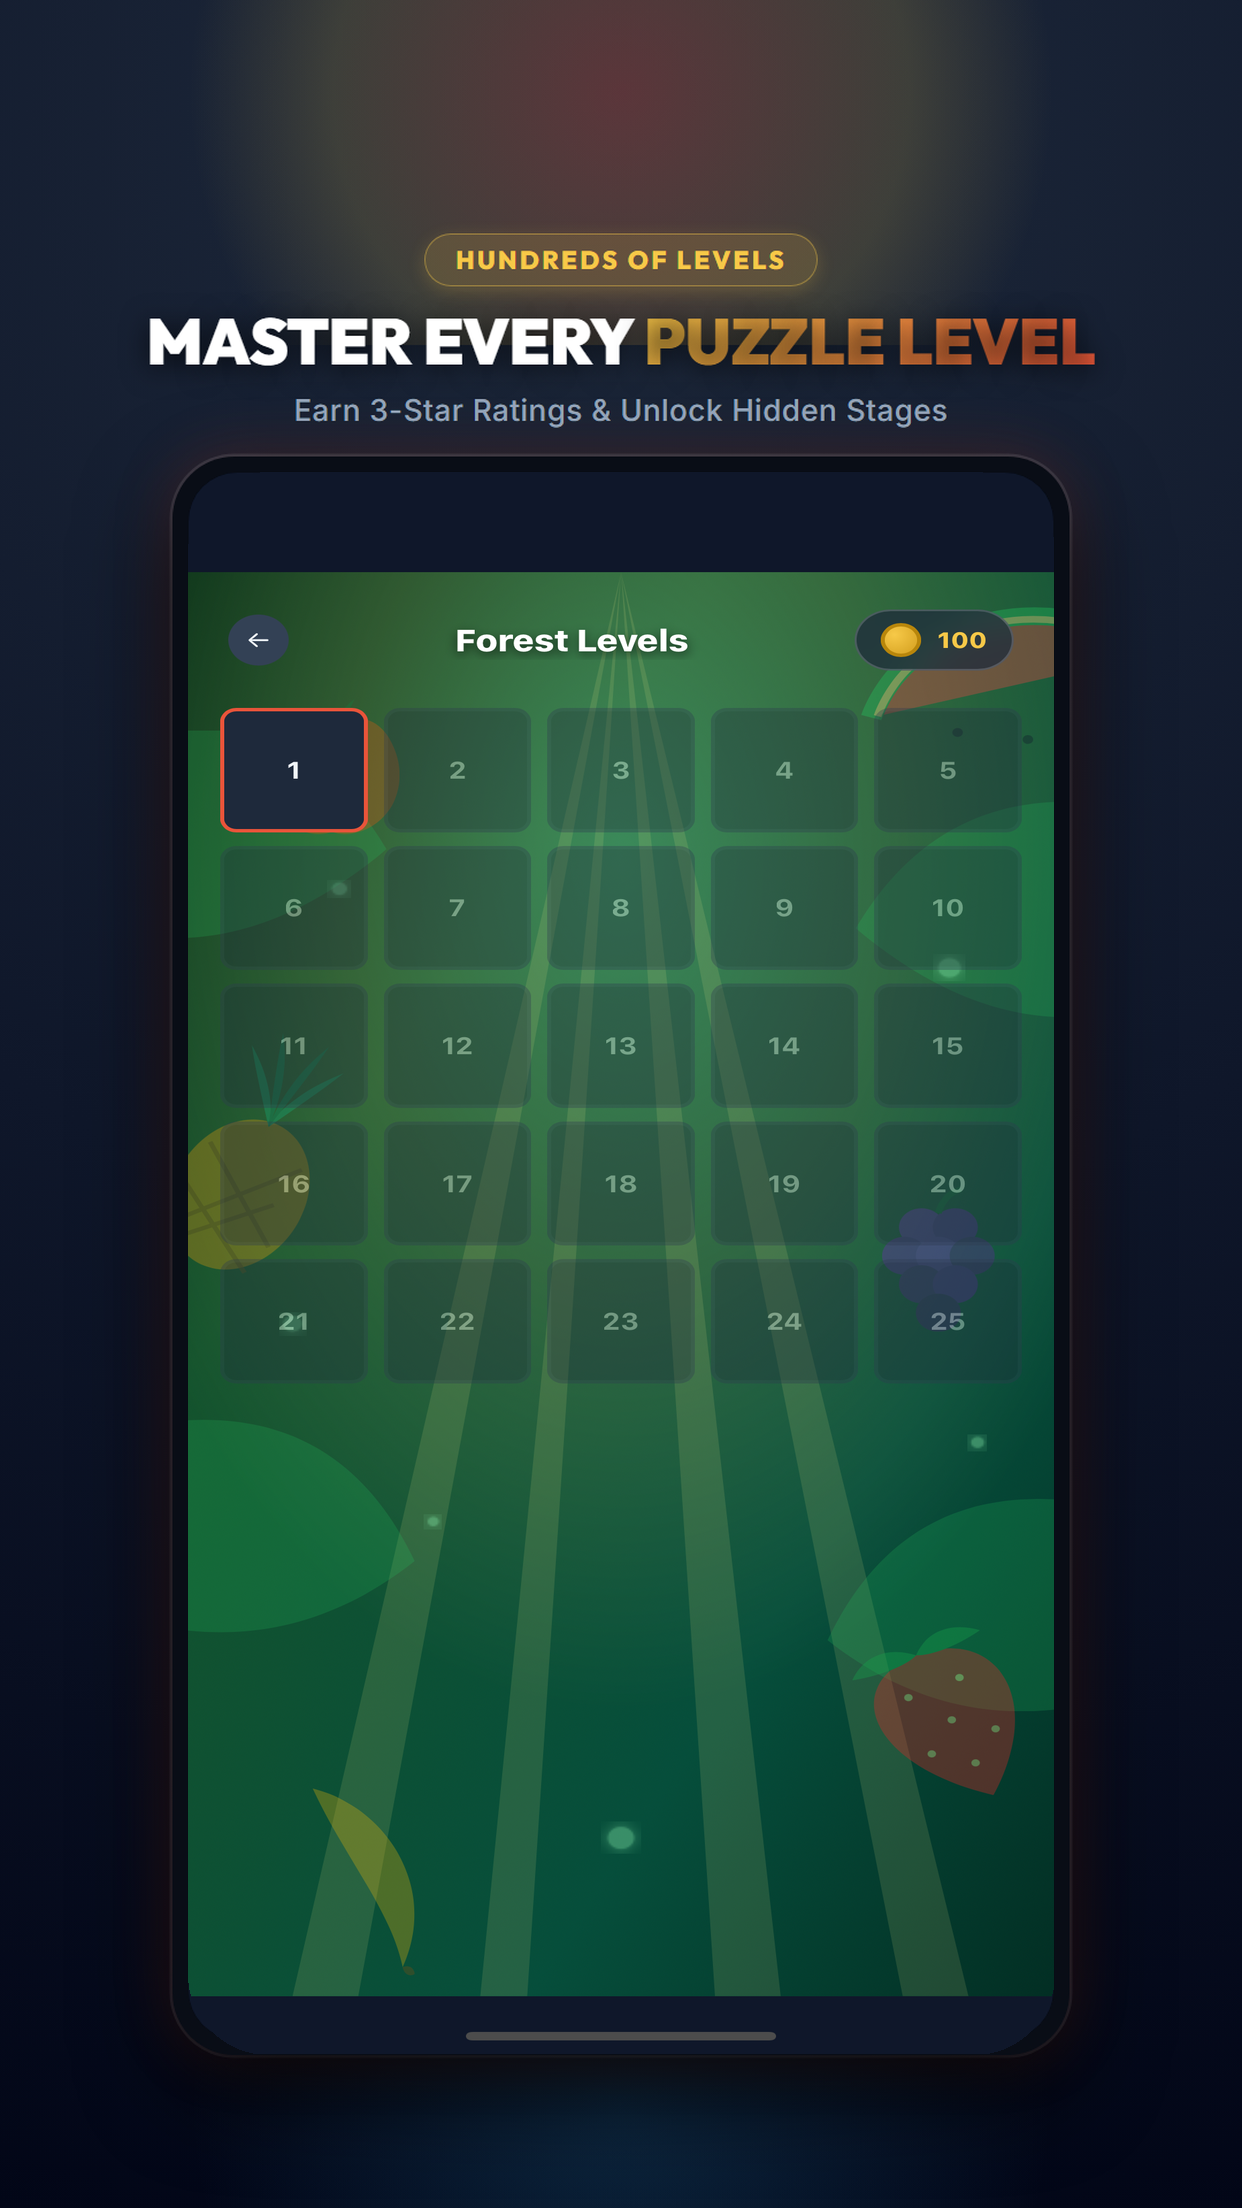 HUNDREDS OF LEVELS
MASTER EVERY PUZZLE LEVEL
Earn 3-Star Ratings & Unlock Hidden Stages
Forest Levels
100
1 2 3 4 5
6 7 8 9 10
11 12 13 14 15
16 17 18 19 20
21 22 23 24 25